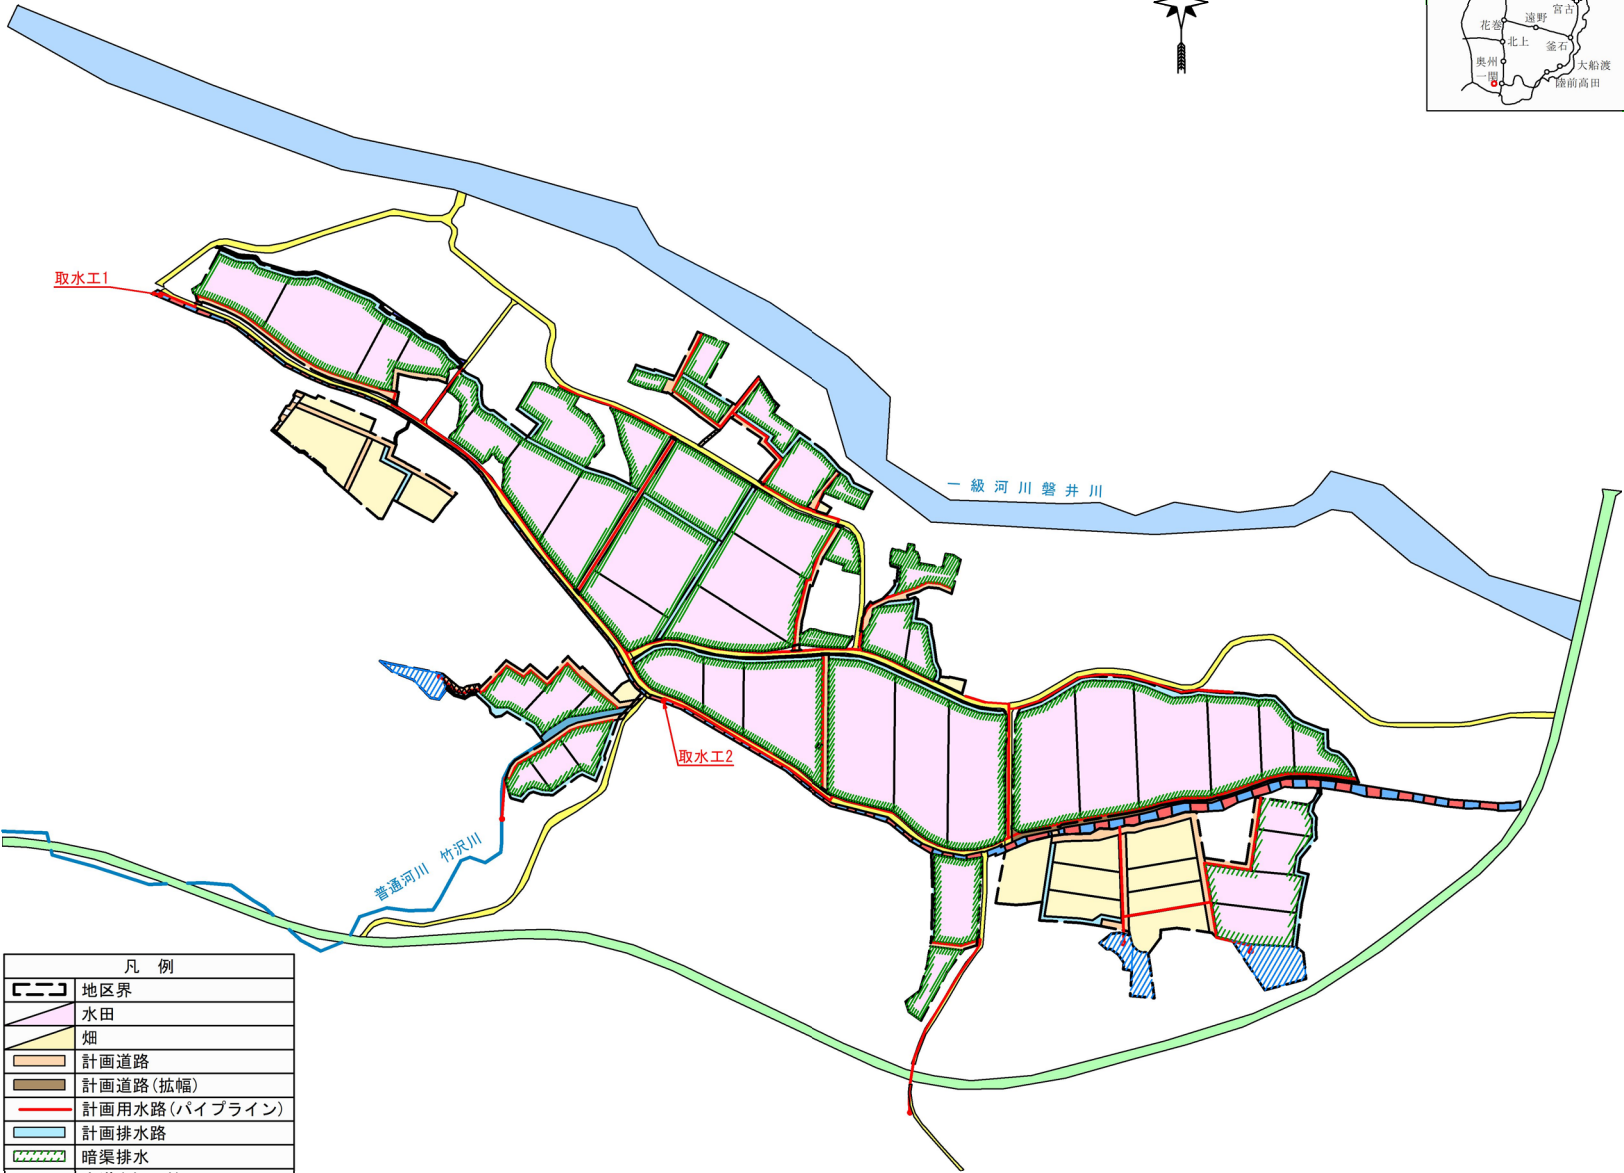 宮古
遠野
花巻
北上
釜石
奥州
大船渡
一関
陸前高田
取水工1
一級河川磐井川
取水工2
普通河川 竹沢川
凡 例
地区界
水田
畑
計画道路
計画道路(拡幅)
計画用水路(パイプライン)
計画排水路
暗渠排水